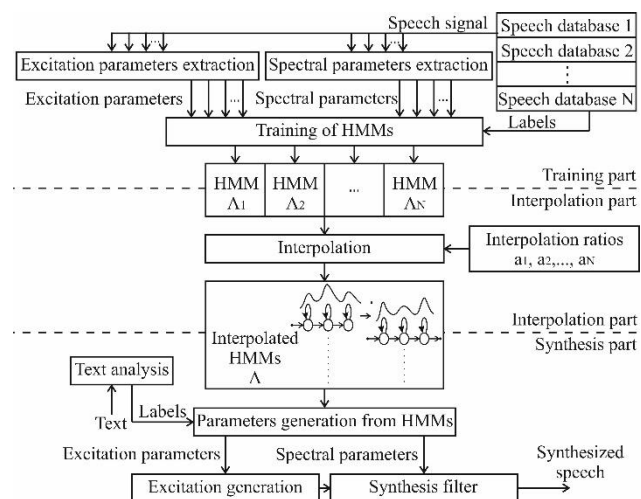 Speech signal
Speech database 1
Speech database 2
⋮
Speech database N
...
...
Excitation parameters extraction
Spectral parameters extraction
Excitation parameters
...
Spectral parameters
...
Labels
Training of HMMs
HMM Λ1
HMM Λ2
...
HMM ΛN
Training part
Interpolation part
Interpolation
Interpolation ratios
a1, a2,..., aN
Interpolated
HMMs
Λ
Interpolation part
Synthesis part
Text analysis
Text
Labels
Parameters generation from HMMs
Excitation parameters
Spectral parameters
Synthesized
speech
Excitation generation
Synthesis filter